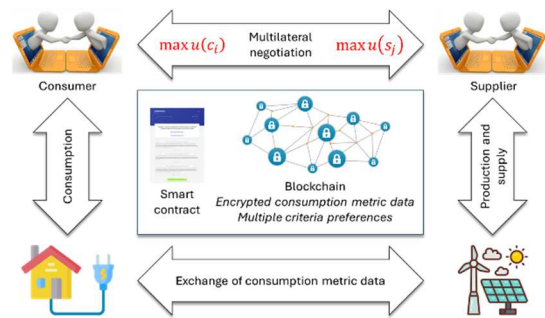 Multilateral
negotiation
max u(cᵢ)
max u(sⱼ)
Consumer
Supplier
Consumption
Smart
contract
Blockchain
Encrypted consumption metric data
Multiple criteria preferences
Production and
supply
Exchange of consumption metric data